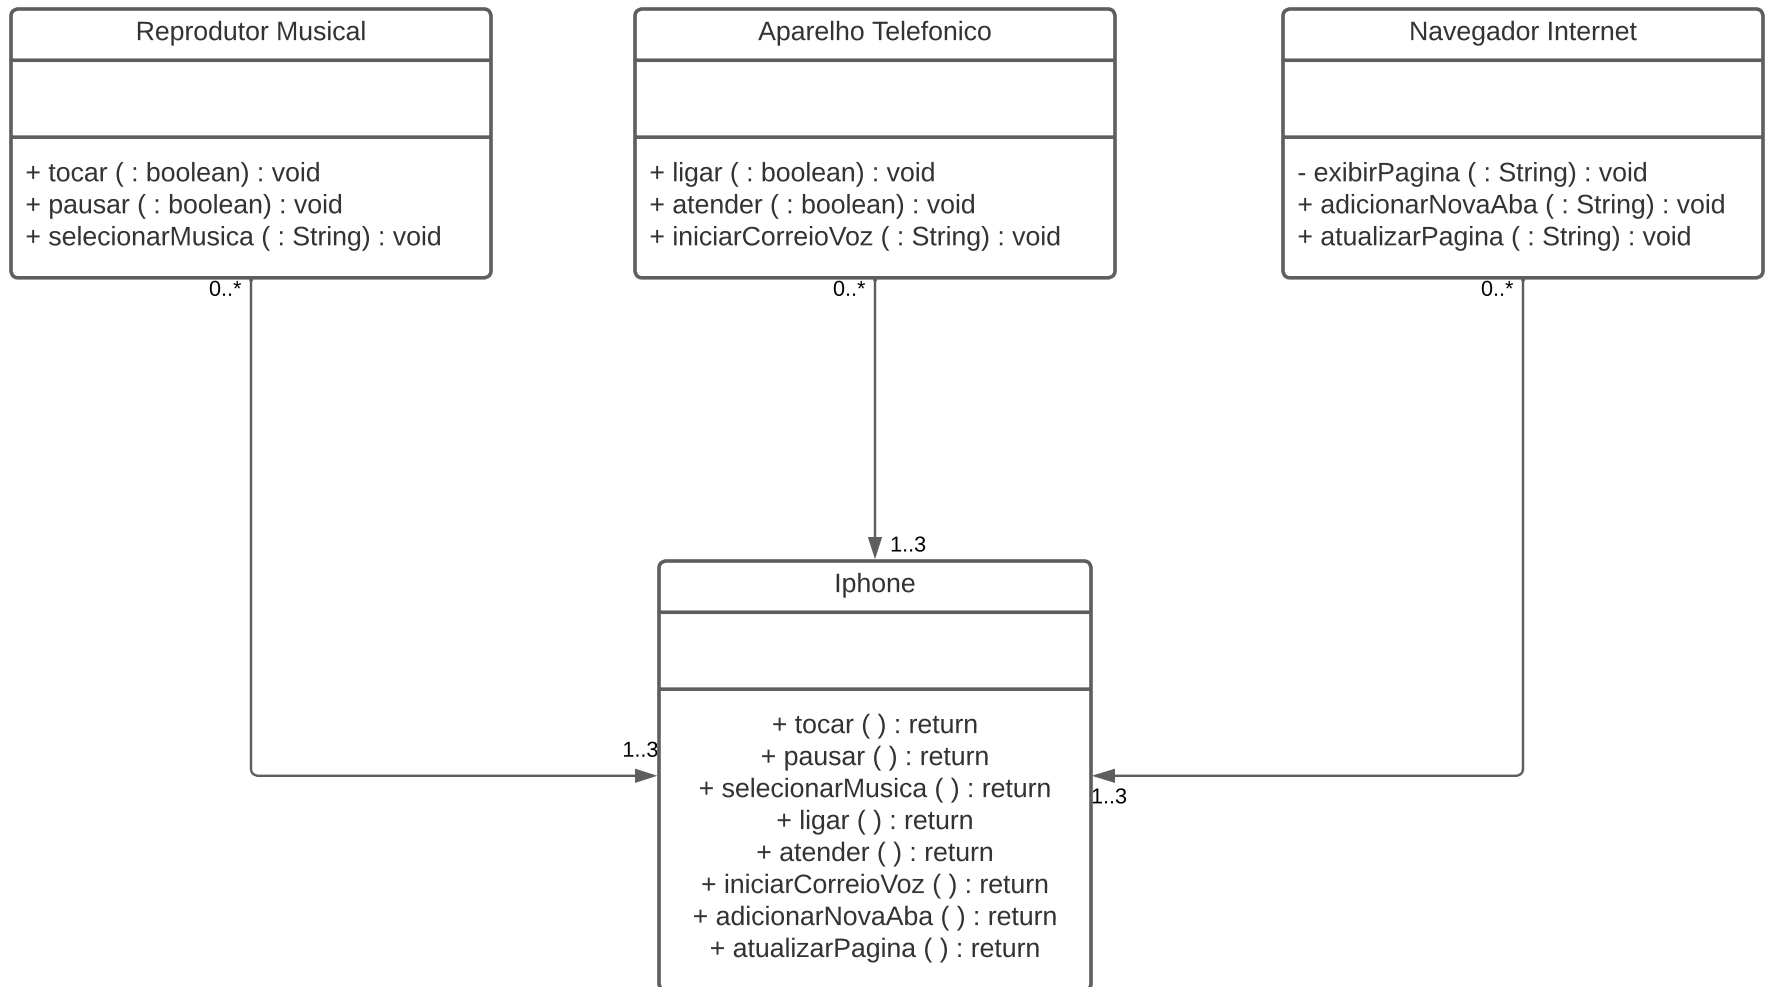 Reprodutor Musical
+ tocar ( : boolean) : void
+ pausar ( : boolean) : void
+ selecionarMusica ( : String) : void
0..*
Aparelho Telefonico
+ ligar ( : boolean) : void
+ atender ( : boolean) : void
+ iniciarCorreioVoz ( : String) : void
0..*
Navegador Internet
- exibirPagina ( : String) : void
+ adicionarNovaAba ( : String) : void
+ atualizarPagina ( : String) : void
0..*
1..3
1..3
1..3
Iphone
+ tocar ( ) : return
+ pausar ( ) : return
+ selecionarMusica ( ) : return
+ ligar ( ) : return
+ atender ( ) : return
+ iniciarCorreioVoz ( ) : return
+ adicionarNovaAba ( ) : return
+ atualizarPagina ( ) : return